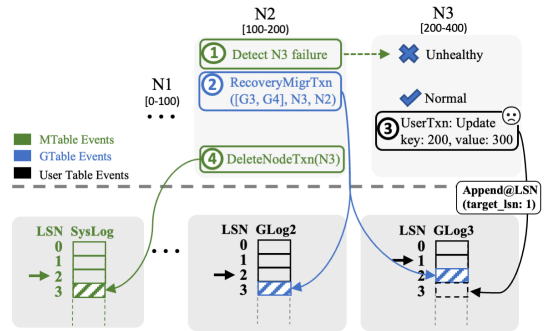 N1
[0-100)
N2
[100-200)
N3
[200-400)
1 Detect N3 failure
Unhealthy
2 RecoveryMigrTxn
([G3, G4], N3, N2)
Normal
3 UserTxn: Update
key: 200, value: 300
4 DeleteNodeTxn(N3)
MTable Events
GTable Events
User Table Events
Append@LSN
(target_lsn: 1)
LSN SysLog
0
1
2
3
LSN GLog2
0
1
2
3
LSN GLog3
0
1
2
3